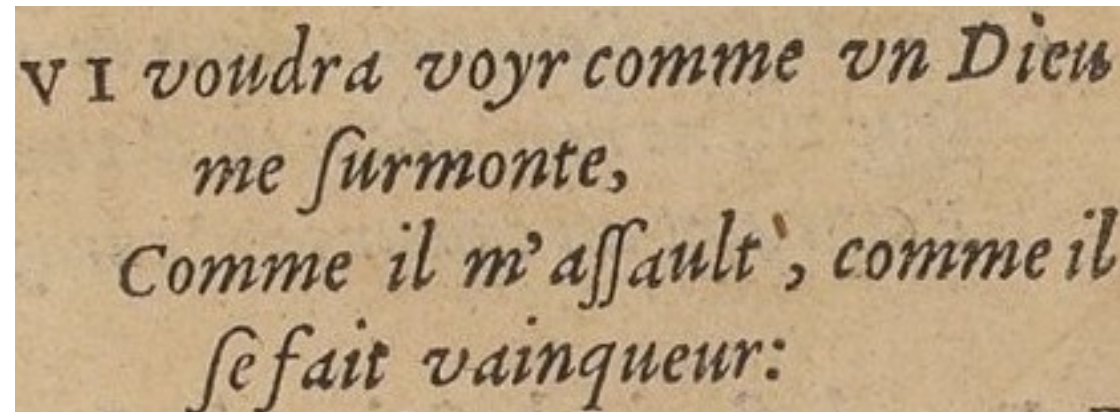 VI voudra voyr comme vn Dieu
me ſurmonte,
Comme il m'aſſault, comme il
ſe fait vainqueur: